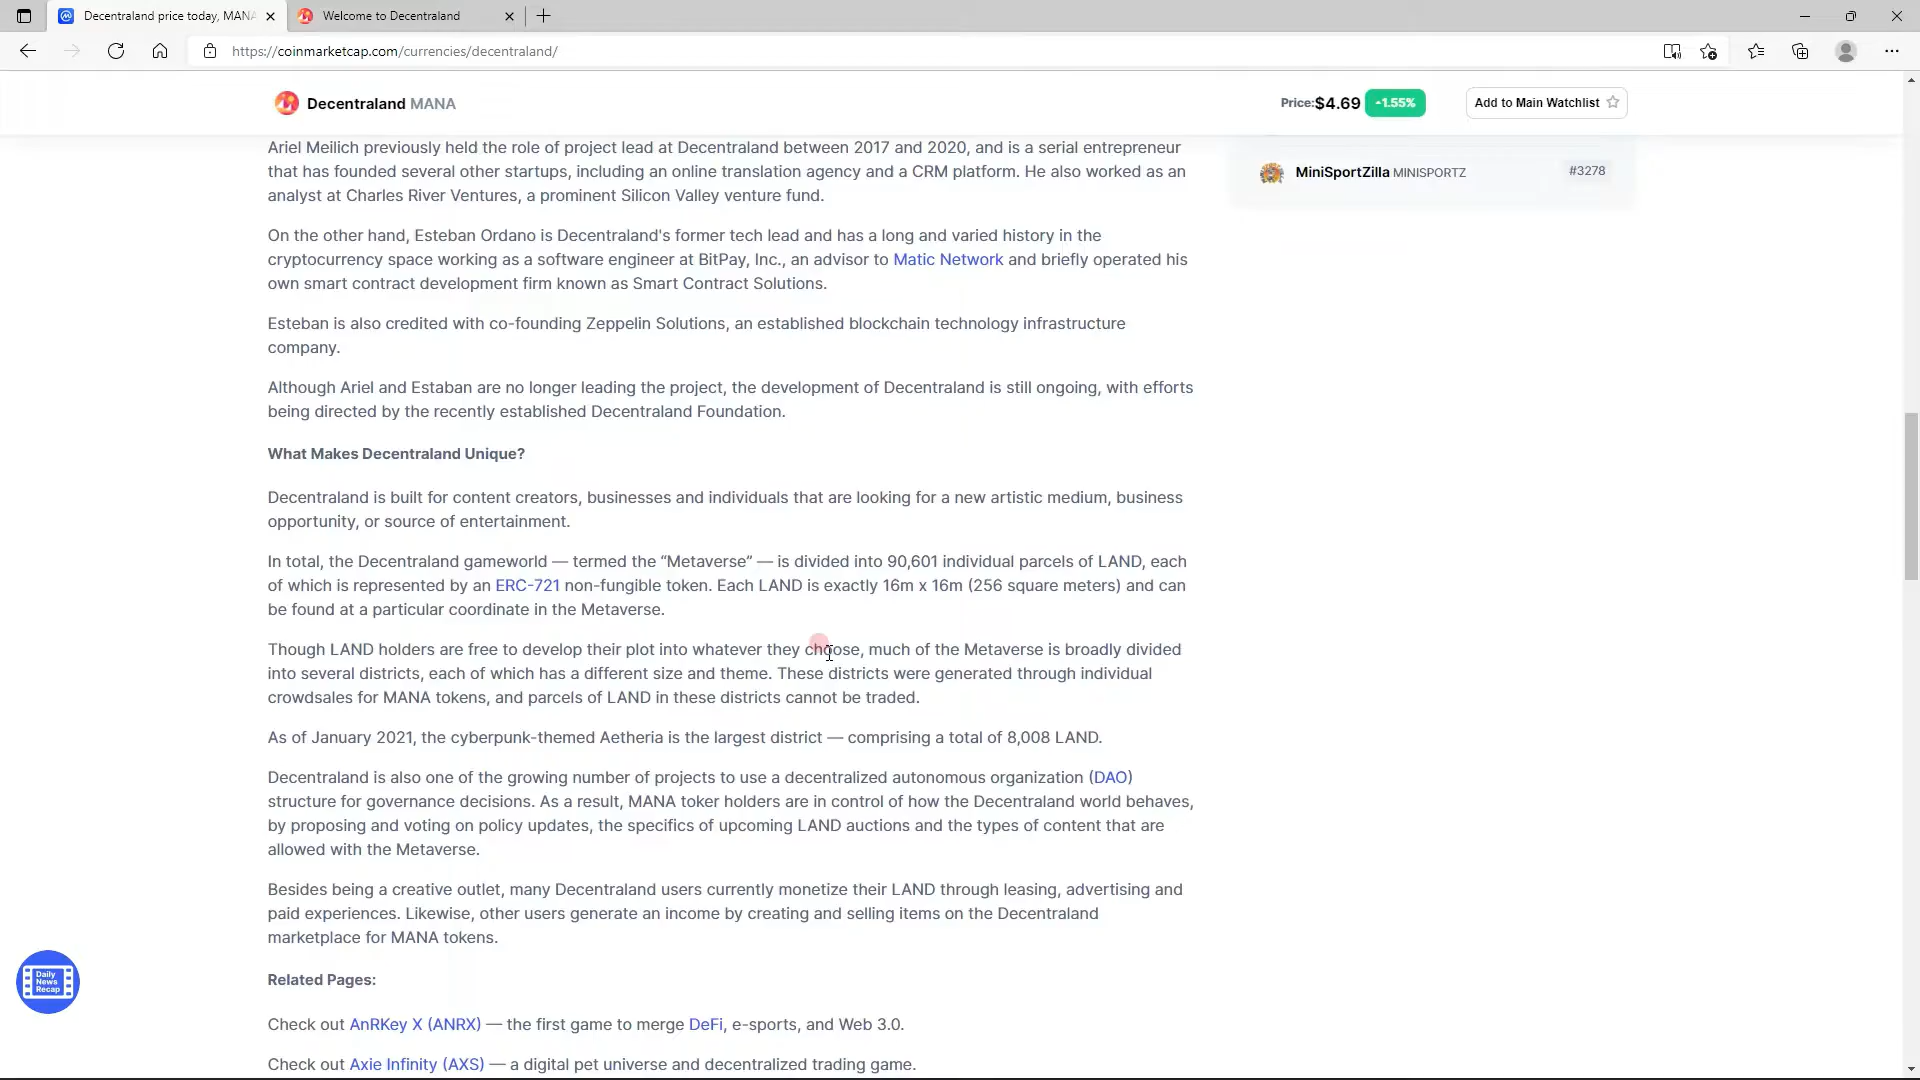 Decentraland price today, MANA
Welcome to Decentraland
https://coinmarketcap.com/currencies/decentraland/
Decentraland MANA
Price:$4.69
1.55%
Add to Main Watchlist
Ariel Meilich previously held the role of project lead at Decentraland between 2017 and 2020, and is a serial entrepreneur
that has founded several other startups, including an online translation agency and a CRM platform. He also worked as an
analyst at Charles River Ventures, a prominent Silicon Valley venture fund.
MiniSportZilla MINISPORTZ
#3278
On the other hand, Esteban Ordano is Decentraland's former tech lead and has a long and varied history in the
cryptocurrency space working as a software engineer at BitPay, Inc., an advisor to Matic Network and briefly operated his
own smart contract development firm known as Smart Contract Solutions.
Esteban is also credited with co-founding Zeppelin Solutions, an established blockchain technology infrastructure
company.
Although Ariel and Estaban are no longer leading the project, the development of Decentraland is still ongoing, with efforts
being directed by the recently established Decentraland Foundation.
What Makes Decentraland Unique?
Decentraland is built for content creators, businesses and individuals that are looking for a new artistic medium, business
opportunity, or source of entertainment.
In total, the Decentraland gameworld — termed the “Metaverse” — is divided into 90,601 individual parcels of LAND, each
of which is represented by an ERC-721 non-fungible token. Each LAND is exactly 16m x 16m (256 square meters) and can
be found at a particular coordinate in the Metaverse.
Though LAND holders are free to develop their plot into whatever they choose, much of the Metaverse is broadly divided
into several districts, each of which has a different size and theme. These districts were generated through individual
crowdsales for MANA tokens, and parcels of LAND in these districts cannot be traded.
As of January 2021, the cyberpunk-themed Aetheria is the largest district — comprising a total of 8,008 LAND.
Decentraland is also one of the growing number of projects to use a decentralized autonomous organization (DAO)
structure for governance decisions. As a result, MANA toker holders are in control of how the Decentraland world behaves,
by proposing and voting on policy updates, the specifics of upcoming LAND auctions and the types of content that are
allowed with the Metaverse.
Besides being a creative outlet, many Decentraland users currently monetize their LAND through leasing, advertising and
paid experiences. Likewise, other users generate an income by creating and selling items on the Decentraland
marketplace for MANA tokens.
Daily
News
Recap
Related Pages:
Check out AnRKey X (ANRX) — the first game to merge DeFi, e-sports, and Web 3.0.
Check out Axie Infinity (AXS) — a digital pet universe and decentralized trading game.